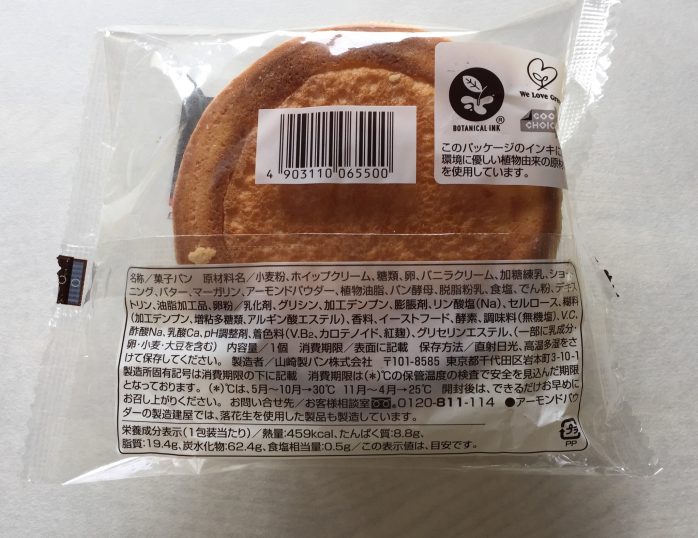 BOTANICAL INK ®
We Love Gr
COO
CHOIC
このパッケージのインキに
環境に優しい植物由来の原材
を使用しています。
4 903110 065500
名称/菓子パン 原材料名/小麦粉、ホイップクリーム、糖類、卵、バニラクリーム、加糖練乳、ショー
ニング、バター、マーガリン、アーモンドパウダー、植物油脂、パン酵母、脱脂粉乳、食塩、でん粉、デキス
トリン、油脂加工品、卵粉/乳化剤、グリシン、加工デンプン、膨脹剤、リン酸塩(Na)、セルロース、糊料
(加工デンプン、増粘多糖類、アルギン酸エステル)、香料、イーストフード、酵素、調味料(無機塩)、V.C、
酢酸Na、乳酸Ca、pH調整剤、着色料(V.B₂、カロテノイド、紅麹)、グリセリンエステル、(一部に乳成分・
卵・小麦・大豆を含む) 内容量/1個 消費期限/表面に記載 保存方法/直射日光、高温多湿をさ
けて保存してください。 製造者/山崎製パン株式会社 〒101-8585 東京都千代田区岩本町3-10-1
製造所固有記号は消費期限の下に記載 消費期限は(*)℃の保管温度の検査で安全を見込んだ期限
となっております。 (*)℃は、5月〜10月→30℃ 11月〜4月→25℃ 開封後は、できるだけお早めに
お召し上がりください。 お問い合せ先/お客様相談室 0120-811-114 ●アーモンドパウ
ダーの製造建屋では、落花生を使用した製品も製造しています。
栄養成分表示(1包装当たり)/熱量:459kcal、たんぱく質:8.8g、
脂質:19.4g、炭水化物:62.4g、食塩相当量:0.5g/この表示値は、目安です。
プラ
PP